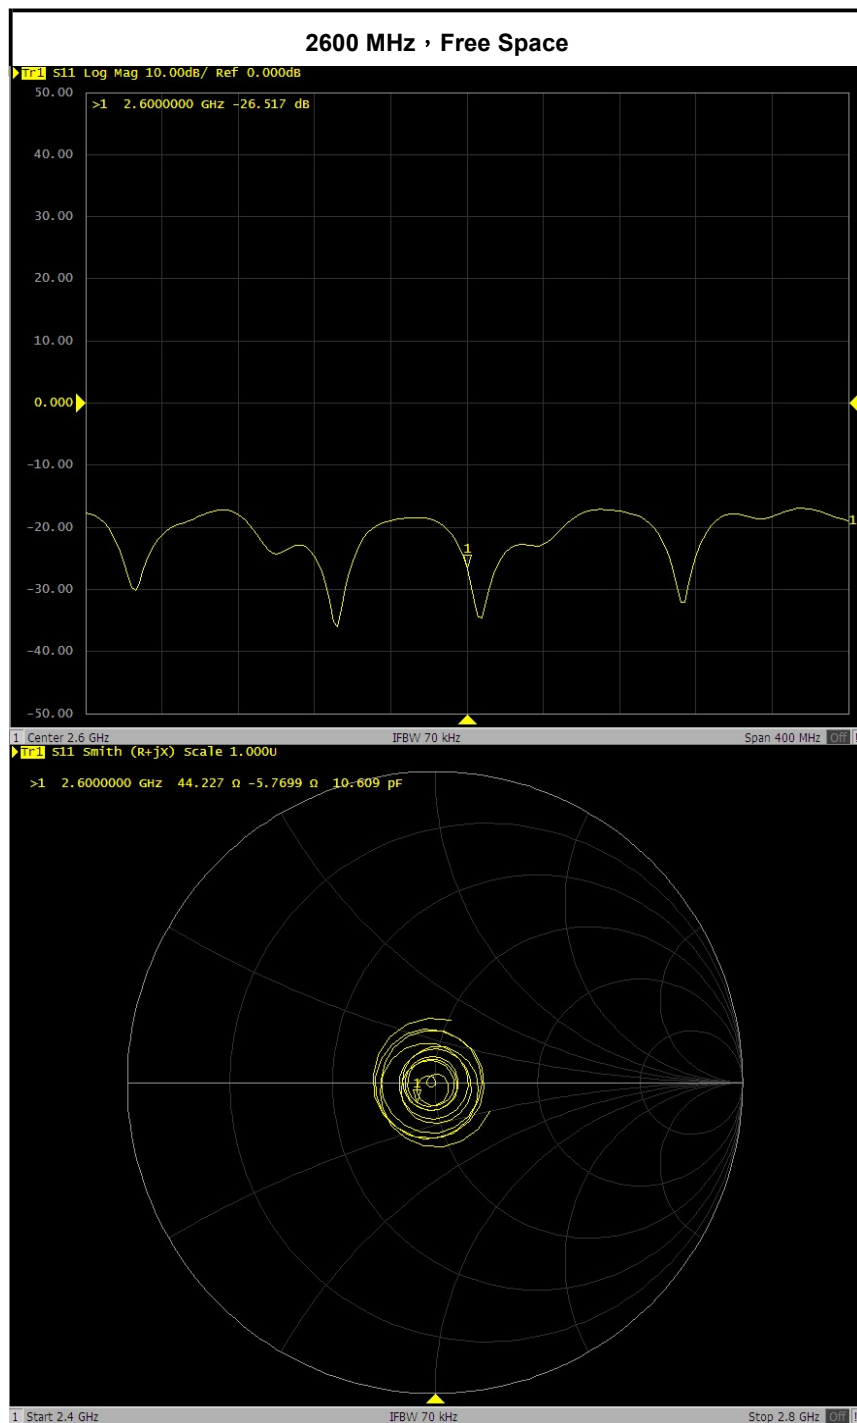 2600 MHz，Free Space
Tr1 S11 Log Mag 10.00dB/ Ref 0.000dB
50.00
>1 2.6000000 GHz -26.517 dB
40.00
30.00
20.00
10.00
0.000
-10.00
-20.00
1
1
-30.00
-40.00
-50.00
1 Center 2.6 GHz IFBW 70 kHz Span 400 MHz Off
Tr1 S11 Smith (R+jX) Scale 1.000U
>1 2.6000000 GHz 44.227 Ω -5.7699 Ω 10.609 pF
1
1 Start 2.4 GHz IFBW 70 kHz Stop 2.8 GHz Off